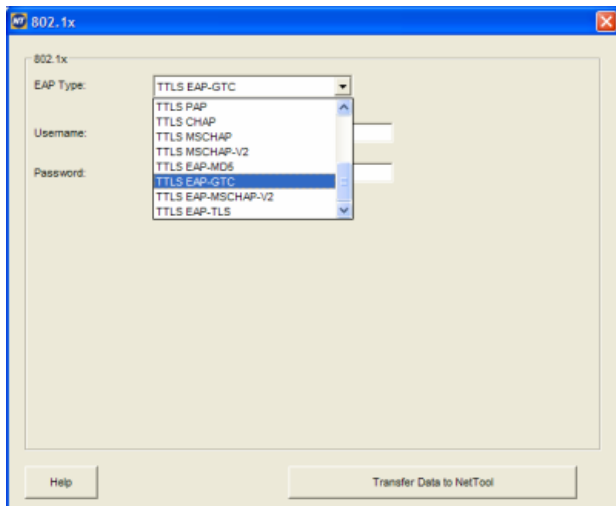 NT 802.1x
802.1x
EAP Type:
TTLS EAP-GTC
TTLS PAP
TTLS CHAP
TTLS MSCHAP
TTLS MSCHAP-V2
TTLS EAP-MD5
TTLS EAP-GTC
TTLS EAP-MSCHAP-V2
TTLS EAP-TLS
Username:
Password:
Help
Transfer Data to NetTool